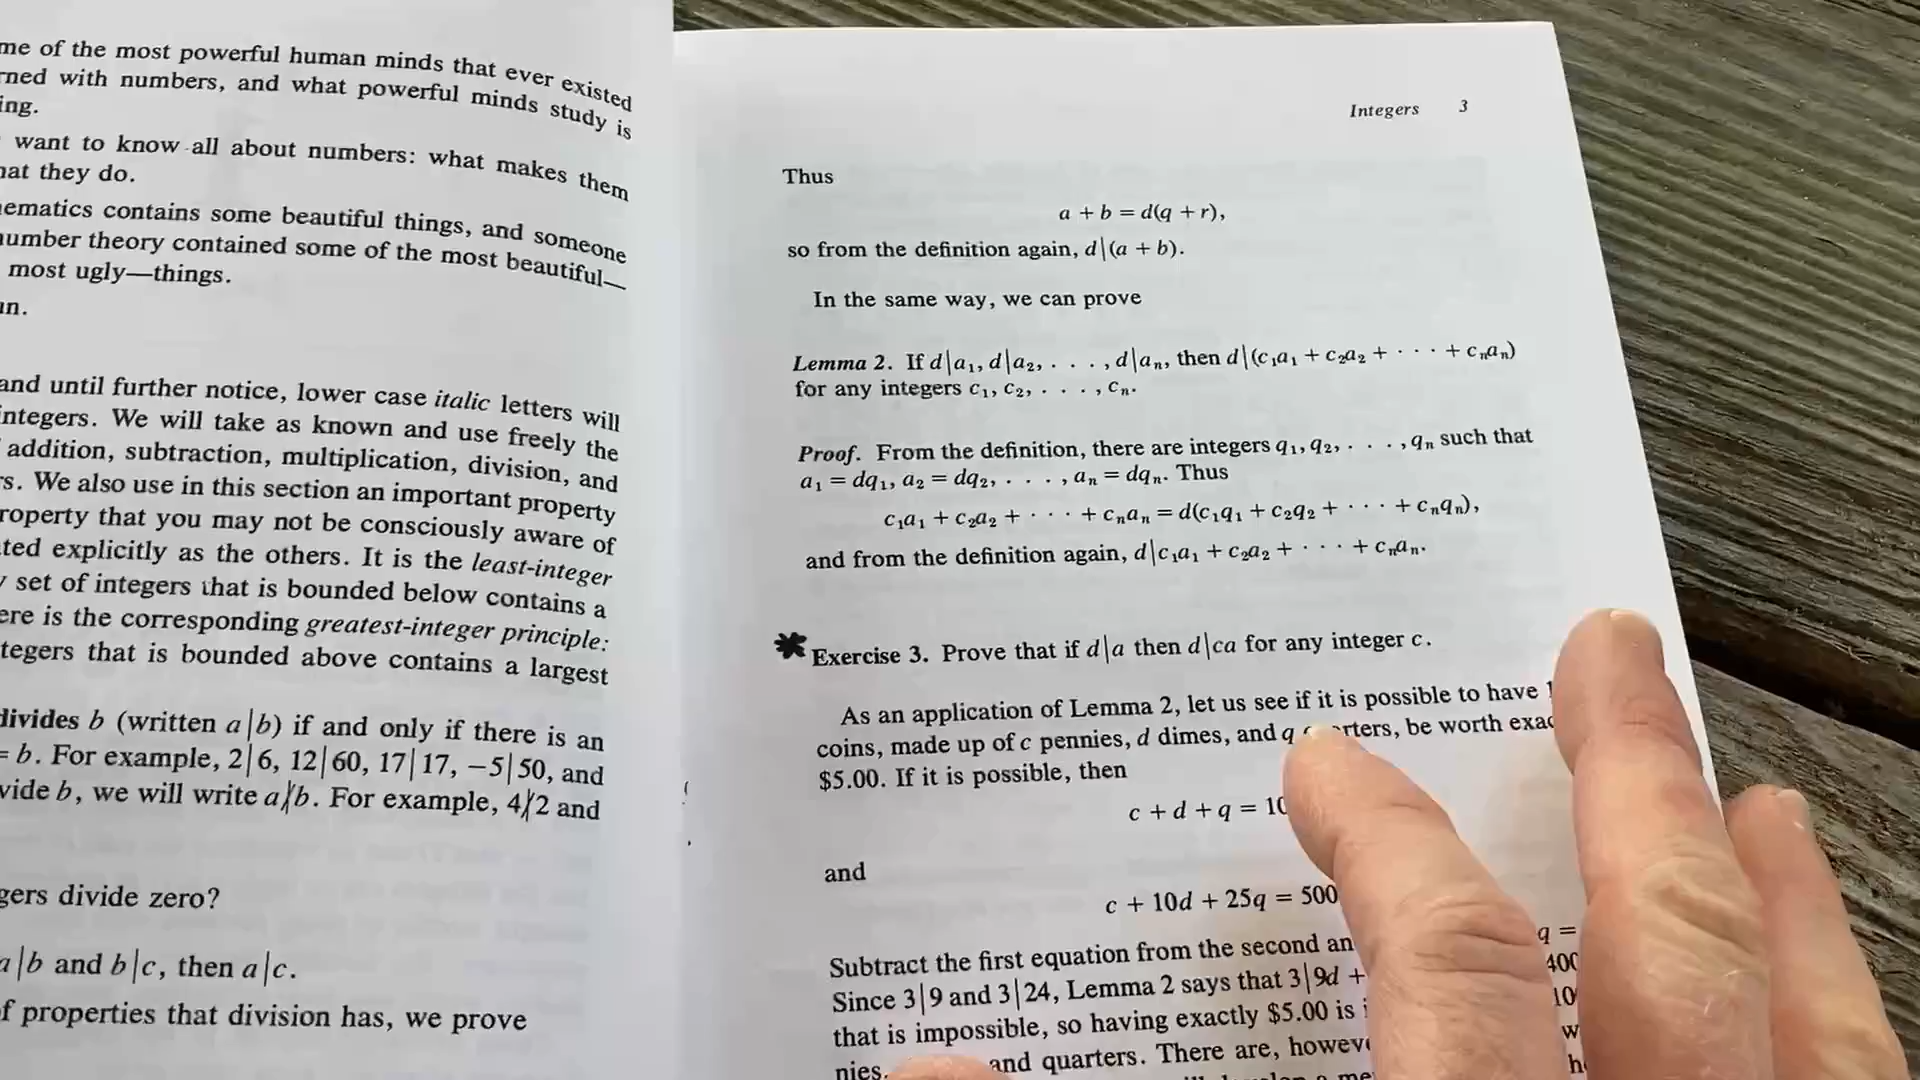 me of the most powerful human minds that ever existed
rned with numbers, and what powerful minds study is
ing.
want to know all about numbers: what makes them
hat they do.
ematics contains some beautiful things, and someone
number theory contained some of the most beautiful—
most ugly—things.
un.
and until further notice, lower case italic letters will
integers. We will take as known and use freely the
addition, subtraction, multiplication, division, and
s. We also use in this section an important property
roperty that you may not be consciously aware of
ted explicitly as the others. It is the least-integer
y set of integers that is bounded below contains a
ere is the corresponding greatest-integer principle:
tegers that is bounded above contains a largest
divides b (written a|b) if and only if there is an
= b. For example, 2|6, 12|60, 17|17, −5|50, and
vide b, we will write a∤b. For example, 4∤2 and
gers divide zero?
a|b and b|c, then a|c.
f properties that division has, we prove
Integers 3
Thus
a + b = d(q + r),
so from the definition again, d|(a + b).
In the same way, we can prove
Lemma 2. If d|a₁, d|a₂, . . . , d|aₙ, then d|(c₁a₁ + c₂a₂ + · · · + cₙaₙ)
for any integers c₁, c₂, . . . , cₙ.
Proof. From the definition, there are integers q₁, q₂, . . . , qₙ such that
a₁ = dq₁, a₂ = dq₂, . . . , aₙ = dqₙ. Thus
c₁a₁ + c₂a₂ + · · · + cₙaₙ = d(c₁q₁ + c₂q₂ + · · · + cₙqₙ),
and from the definition again, d|c₁a₁ + c₂a₂ + · · · + cₙaₙ.
Exercise 3. Prove that if d|a then d|ca for any integer c.
As an application of Lemma 2, let us see if it is possible to have
coins, made up of c pennies, d dimes, and q rters, be worth exac
$5.00. If it is possible, then
c + d + q = 10
and
c + 10d + 25q = 500
Subtract the first equation from the second an q =
Since 3|9 and 3|24, Lemma 2 says that 3|9d + 400
that is impossible, so having exactly $5.00 is 10
nies, and quarters. There are, howev